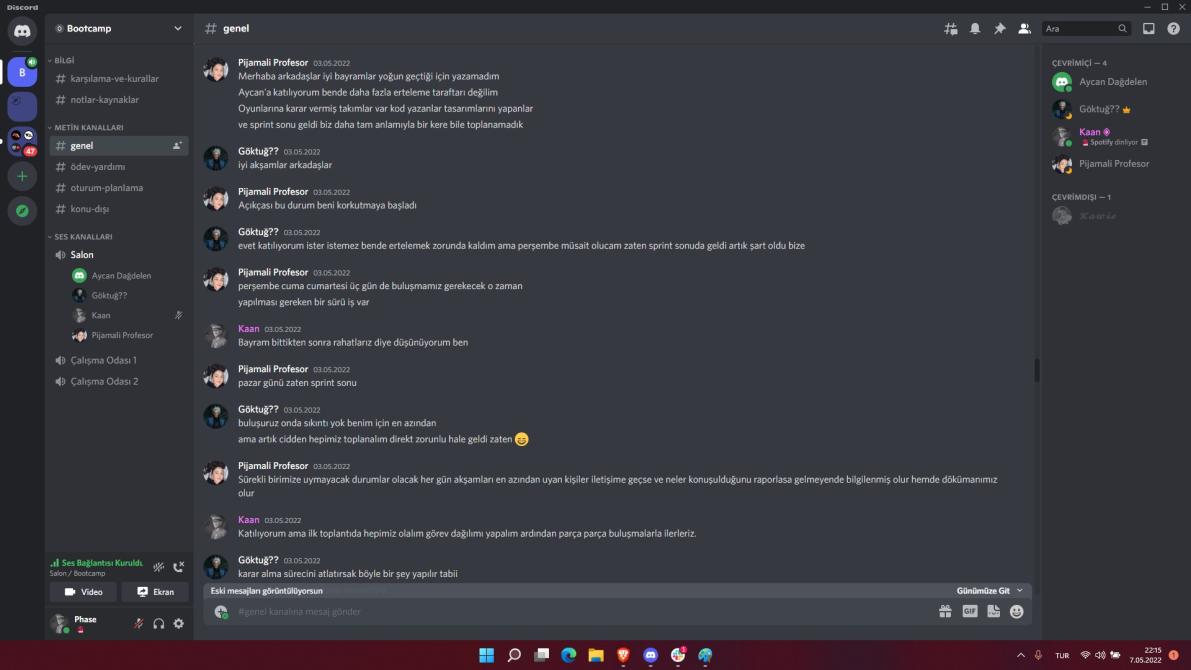 Discord
Bootcamp
genel
Ara
BİLGİ
karşılama-ve-kurallar
notlar-kaynaklar
METİN KANALLARI
genel
ödev-yardımı
oturum-planlama
konu-dışı
SES KANALLARI
Salon
Aycan Dağdelen
Göktuğ??
Kaan
Pijamali Profesor
Çalışma Odası 1
Çalışma Odası 2
B
47
Ses Bağlantısı Kuruldu
Salon / Bootcamp
Video
Ekran
Phase
Pijamali Profesor 03.05.2022
Merhaba arkadaşlar iyi bayramlar yoğun geçtiği için yazamadım
Aycan'a katılıyorum bende daha fazla erteleme taraftarı değilim
Oyunlarına karar vermiş takımlar var kod yazanlar tasarımlarını yapanlar
ve sprint sonu geldi biz daha tam anlamıyla bir kere bile toplanamadık
Göktuğ?? 03.05.2022
iyi akşamlar arkadaşlar
Pijamali Profesor 03.05.2022
Açıkçası bu durum beni korkutmaya başladı
Göktuğ?? 03.05.2022
evet katılıyorum ister istemez bende ertelemek zorunda kaldım ama perşembe müsait olucam zaten sprint sonuda geldi artık şart oldu bize
Pijamali Profesor 03.05.2022
perşembe cuma cumartesi üç gün de buluşmamız gerekecek o zaman
yapılması gereken bir sürü iş var
Kaan 03.05.2022
Bayram bittikten sonra rahatlarız diye düşünüyorum ben
Pijamali Profesor 03.05.2022
pazar günü zaten sprint sonu
Göktuğ?? 03.05.2022
buluşuruz onda sıkıntı yok benim için en azından
ama artık cidden hepimiz toplanalım direkt zorunlu hale geldi zaten
Pijamali Profesor 03.05.2022
Sürekli birimize uymayacak durumlar olacak her gün akşamları en azından uyan kişiler iletişime geçse ve neler konuşulduğunu raporlasa gelmeyende bilgilenmiş olur hemde dökümanımız
olur
Kaan 03.05.2022
Katılıyorum ama ilk toplantıda hepimiz olalım görev dağılımı yapalım ardından parça parça buluşmalarla ilerleriz.
Göktuğ?? 03.05.2022
karar alma sürecini atlatırsak böyle bir şey yapılır tabii
Eski mesajları görüntülüyorsun
Günümüze Git
#genel kanalına mesaj gönder
GIF
ÇEVRİMİÇİ — 4
Aycan Dağdelen
Göktuğ??
Kaan
Spotify dinliyor
Pijamali Profesor
ÇEVRİMDIŞI — 1
Kawie
TUR
22:15
7.05.2022
1